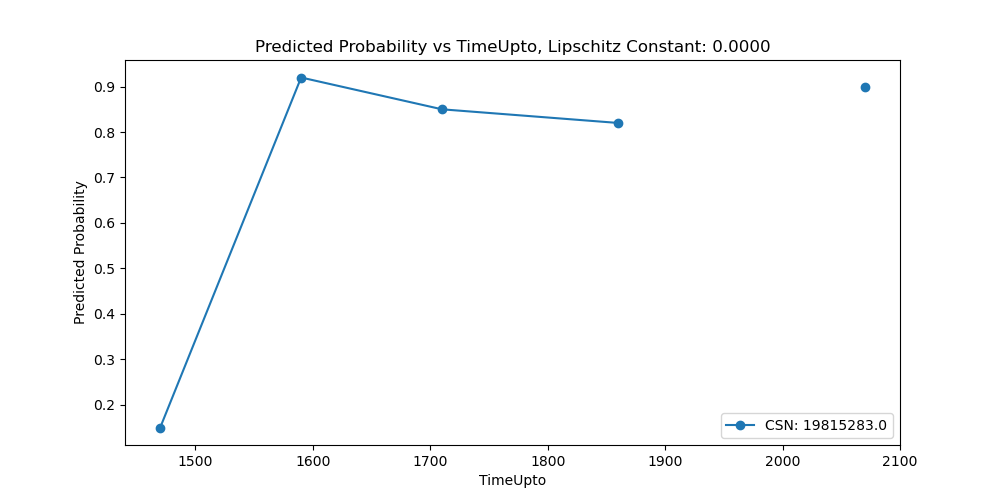 Predicted Probability vs TimeUpto, Lipschitz Constant: 0.0000
Predicted Probability
0.9
0.8
0.7
0.6
0.5
0.4
0.3
0.2
CSN: 19815283.0
1500 1600 1700 1800 1900 2000 2100
TimeUpto